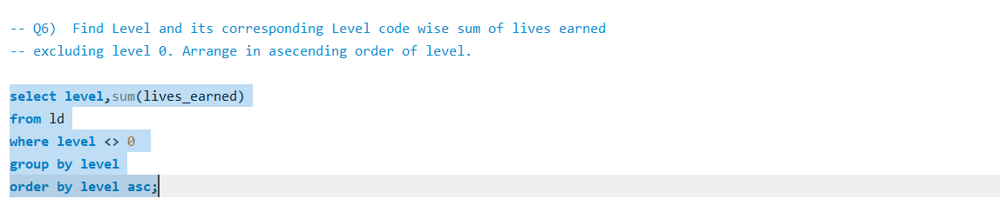 -- Q6)  Find Level and its corresponding Level code wise sum of lives earned
-- excluding level 0. Arrange in asecending order of level.
select level,sum(lives_earned)
from ld
where level <> 0
group by level
order by level asc;